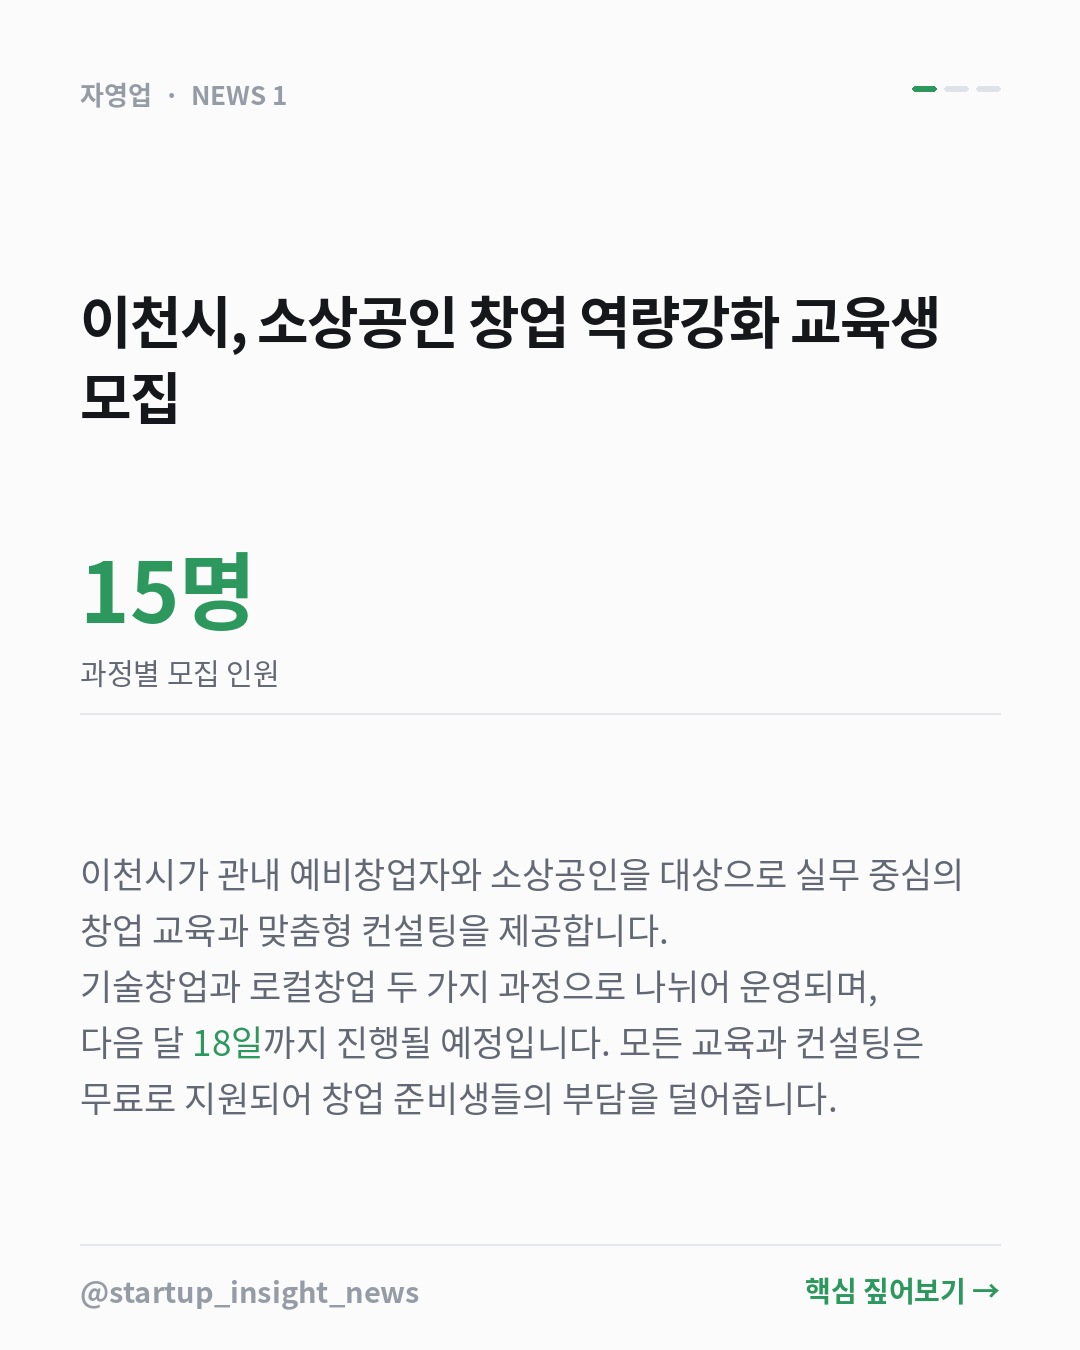 자영업 · NEWS 1
이천시, 소상공인 창업 역량강화 교육생
모집
15명
과정별 모집 인원
이천시가 관내 예비창업자와 소상공인을 대상으로 실무 중심의
창업 교육과 맞춤형 컨설팅을 제공합니다.
기술창업과 로컬창업 두 가지 과정으로 나뉘어 운영되며,
다음 달 18일까지 진행될 예정입니다. 모든 교육과 컨설팅은
무료로 지원되어 창업 준비생들의 부담을 덜어줍니다.
@startup_insight_news
핵심 짚어보기 →